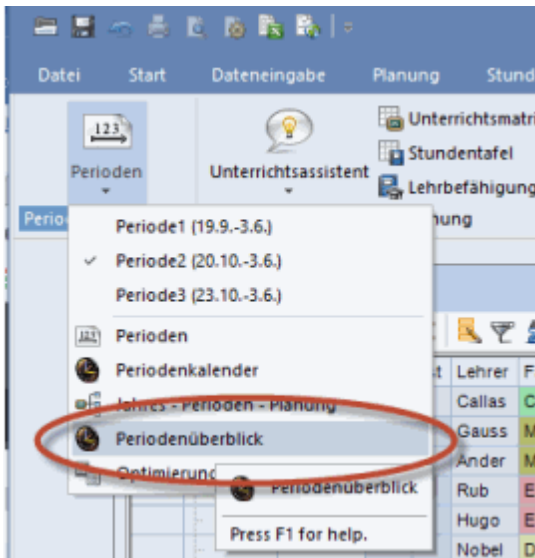 Datei Start Dateneingabe Planung Stund
123
Perioden
Unterrichtsassistent
Unterrichtsmatri
Stundentafel
Lehrbefähigung
Perio
nung
Periode1 (19.9.-3.6.)
Periode2 (20.10.-3.6.)
Periode3 (23.10.-3.6.)
Perioden
Periodenkalender
Jahres - Perioden - Planung
Periodenüberblick
Optimierung
Periodenüberblick
Press F1 for help.
t Lehrer F
Callas C
Gauss M
Ander M
Rub E
Hugo E
Nobel D